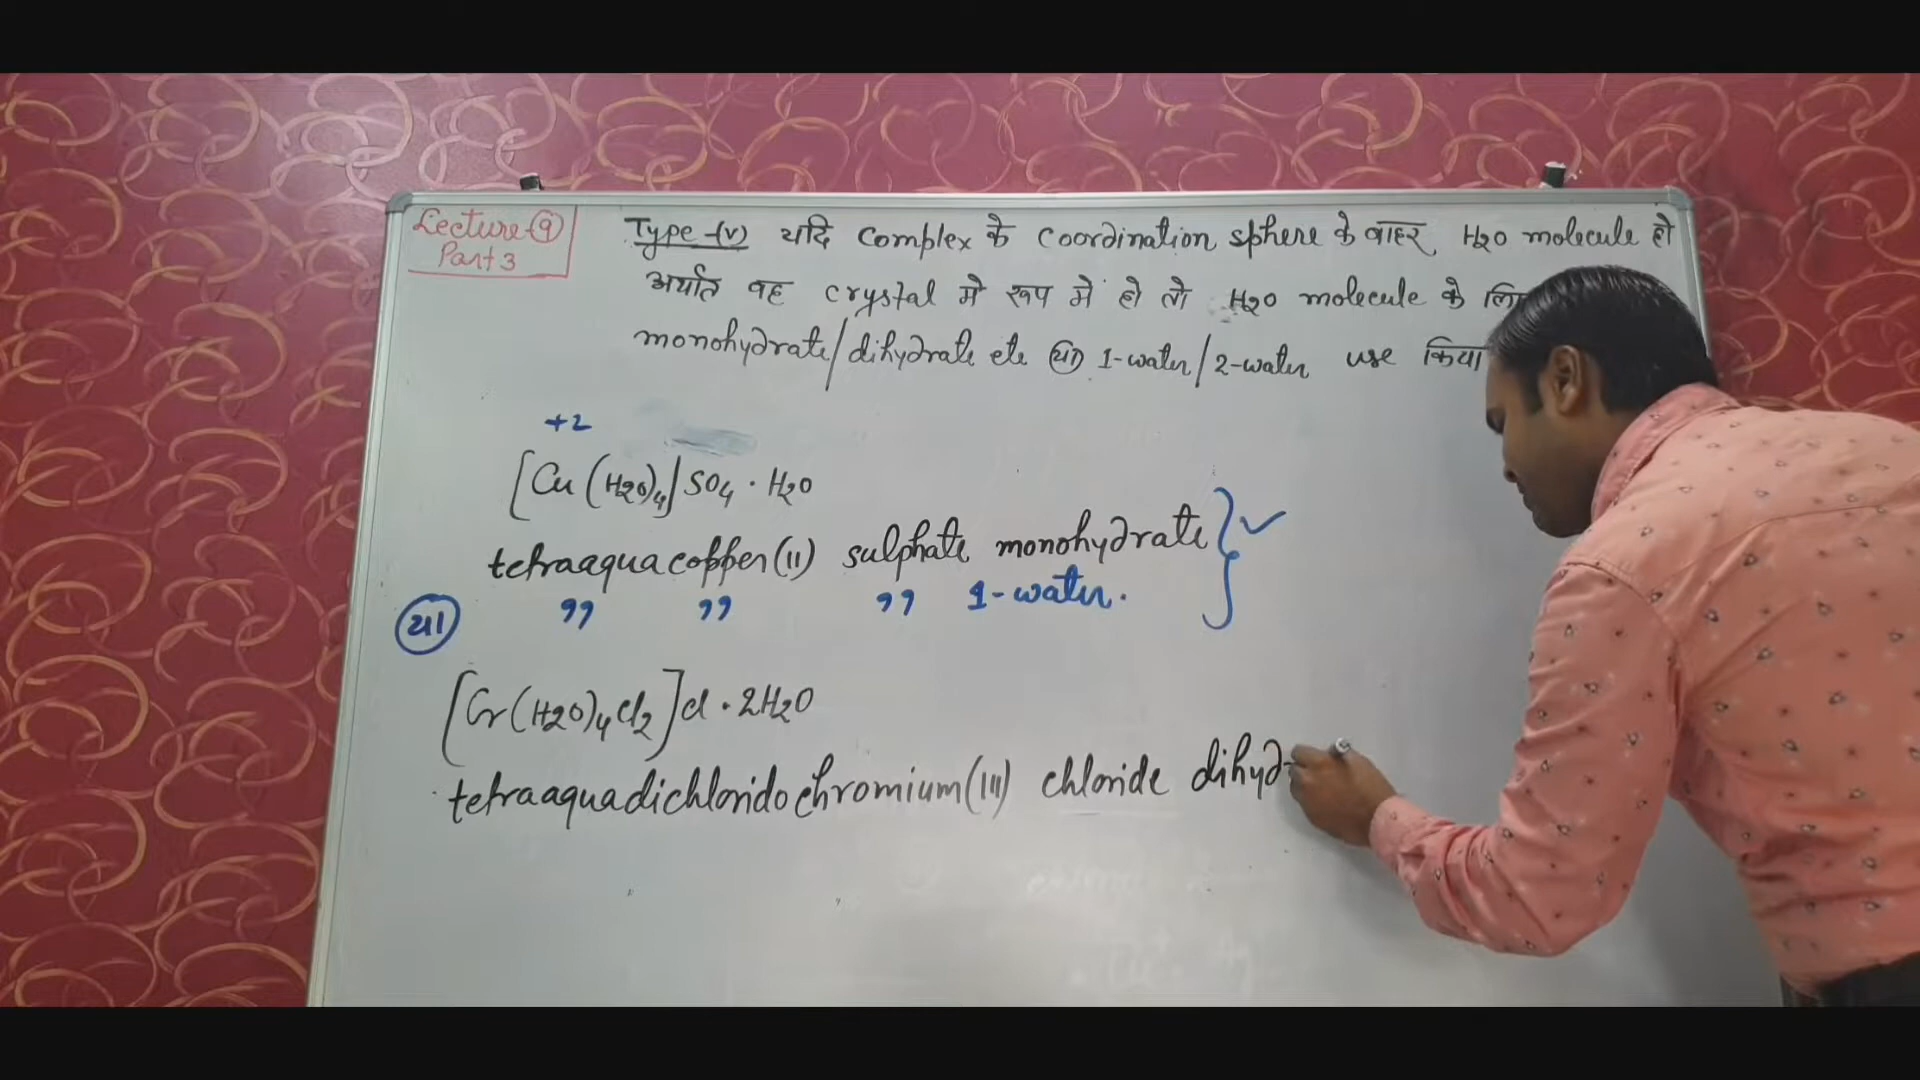 Lecture-9
Part 3
Type-(v) यदि complex के coordination sphere के बाहर H2O molecule हो
अर्थात वह crystal मे रूप में हो तो H2O molecule के
monohydrate/dihydrate etc (या) 1-water/2-water use किया
+2
[Cu(H2O)4]SO4 · H2O
tetraaquacopper(II) sulphate monohydrate
या ,, ,, ,, 1-water.
[Cr(H2O)4Cl2]Cl · 2H2O
tetraaquadichloridochromium(III) chloride dihyd